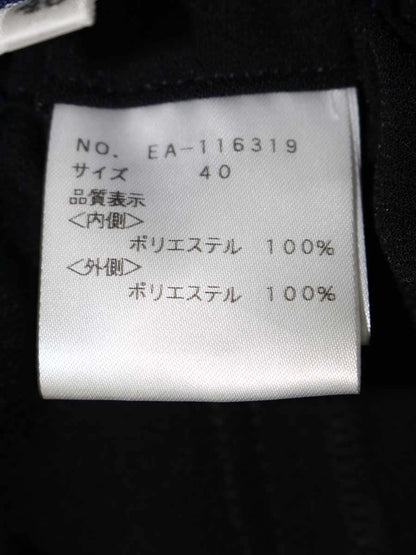 NO. EA-116319
サイズ 40
品質表示
＜内側＞
ポリエステル 100%
＜外側＞
ポリエステル 100%